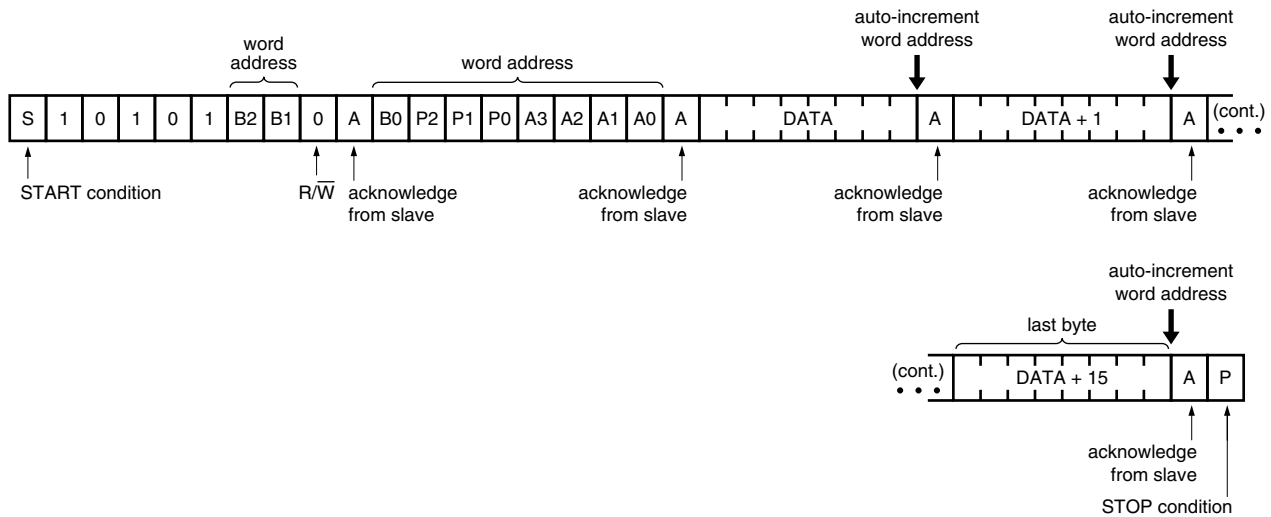 auto-increment
word address
auto-increment
word address
word
address
word address
S 1 0 1 0 1 B2 B1 0 A B0 P2 P1 P0 A3 A2 A1 A0 A DATA A DATA + 1 A (cont.)
START condition
R/W̅
acknowledge
from slave
acknowledge
from slave
acknowledge
from slave
acknowledge
from slave
auto-increment
word address
last byte
(cont.) DATA + 15 A P
acknowledge
from slave
STOP condition